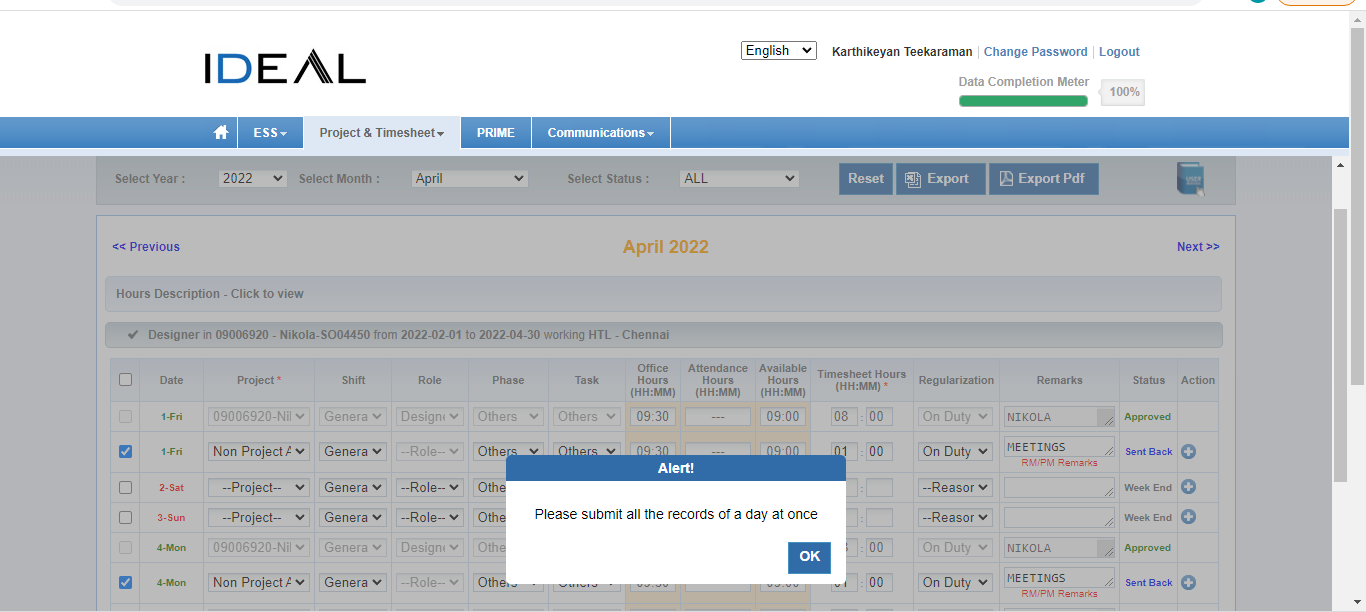 IDEAL
English Karthikeyan Teekaraman | Change Password | Logout
Data Completion Meter 100%
ESS Project & Timesheet PRIME Communications
Select Year : 2022 Select Month : April Select Status : ALL Reset Export Export Pdf
<< Previous April 2022 Next >>
Hours Description - Click to view
Designer in 09006920 - Nikola-SO04450 from 2022-02-01 to 2022-04-30 working HTL - Chennai
Date Project * Shift Role Phase Task Office Hours (HH:MM) Attendance Hours (HH:MM) Available Hours (HH:MM) Timesheet Hours (HH:MM) * Regularization Remarks Status Action
1-Fri 09006920-Nil Genera Design Others Others 09:30 --- 09:00 08 : 00 On Duty NIKOLA Approved
1-Fri Non Project A Genera --Role-- Others Others 09:30 --- 09:00 01 : 00 On Duty MEETINGS Sent Back
RM/PM Remarks
Alert!
2-Sat --Project-- Genera --Role-- Othe : --Reason Week End
Please submit all the records of a day at once
3-Sun --Project-- Genera --Role-- Othe : --Reason Week End
4-Mon 09006920-Nil Genera Design Othe : 00 On Duty NIKOLA Approved
OK
4-Mon Non Project A Genera --Role-- Othe 09:30 09:00 01 : 00 On Duty MEETINGS Sent Back
RM/PM Remarks